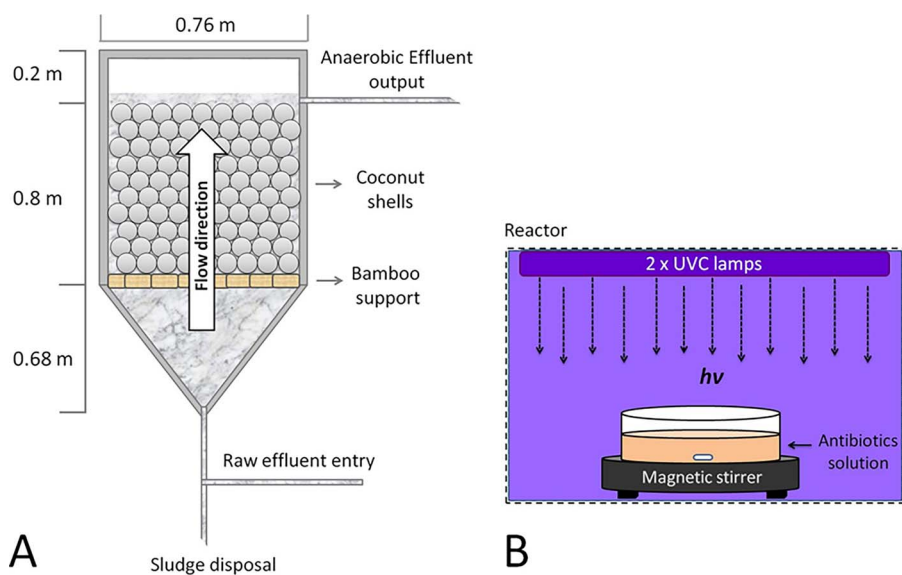 0.76 m
0.2 m
Anaerobic Effluent
output
0.8 m
Flow direction
Coconut
shells
Bamboo
support
0.68 m
Raw effluent entry
Sludge disposal
A
Reactor
2 x UVC lamps
hv
Antibiotics
solution
Magnetic stirrer
B